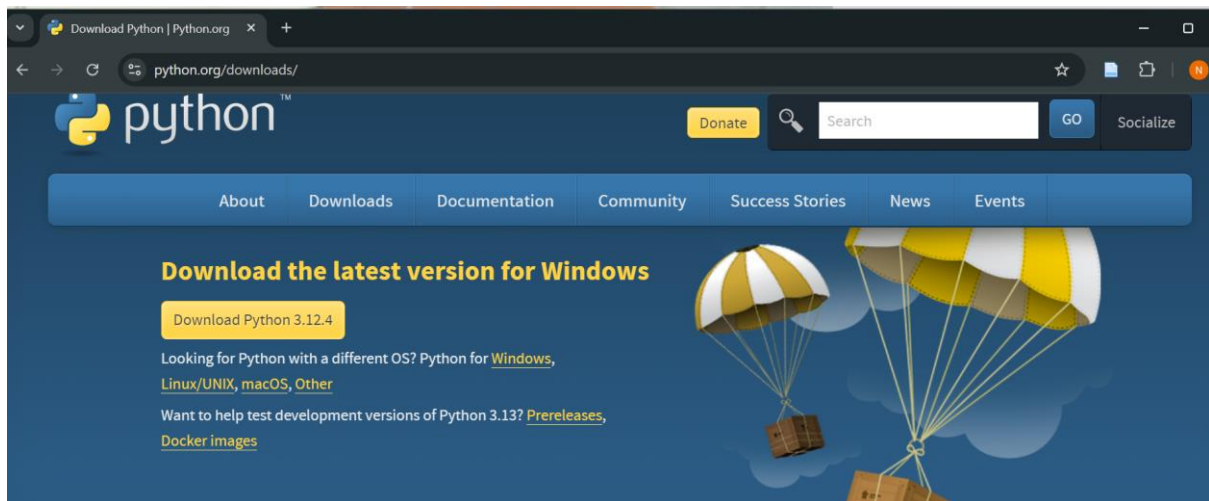 Download Python | Python.org
python.org/downloads/
N
python™
Donate
Search
GO
Socialize
About Downloads Documentation Community Success Stories News Events
Download the latest version for Windows
Download Python 3.12.4
Looking for Python with a different OS? Python for Windows,
Linux/UNIX, macOS, Other
Want to help test development versions of Python 3.13? Prereleases,
Docker images